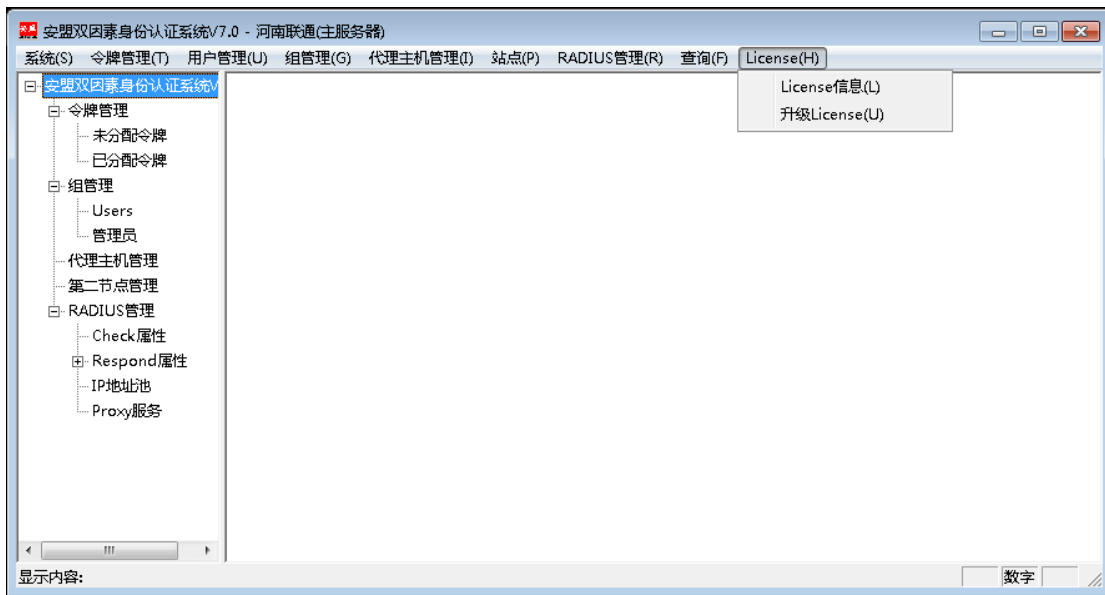 安盟双因素身份认证系统V7.0 - 河南联通(主服务器)
系统(S) 令牌管理(T) 用户管理(U) 组管理(G) 代理主机管理(I) 站点(P) RADIUS管理(R) 查询(F) License(H)
License信息(L)
升级License(U)
安盟双因素身份认证系统V
令牌管理
未分配令牌
已分配令牌
组管理
Users
管理员
代理主机管理
第二节点管理
RADIUS管理
Check属性
Respond属性
IP地址池
Proxy服务
显示内容:
数字